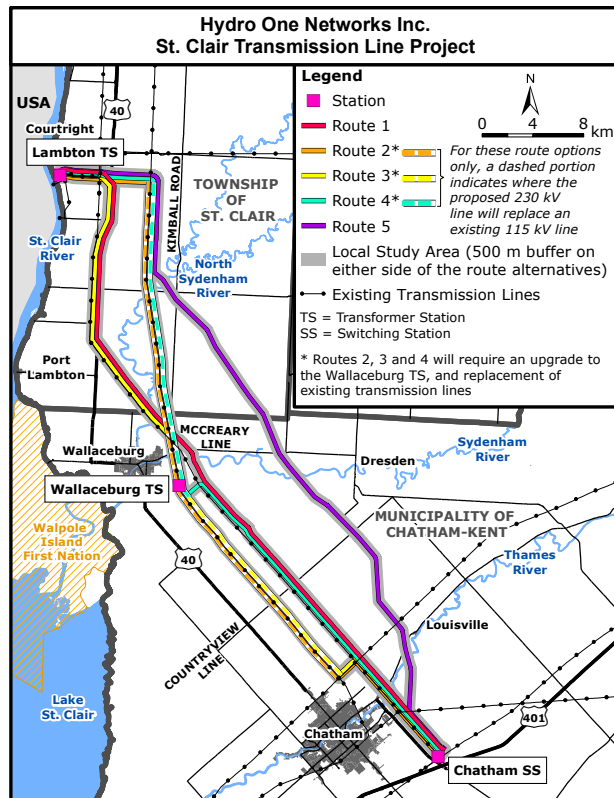 Hydro One Networks Inc.
St. Clair Transmission Line Project
Legend
Station
Route 1
Route 2*
Route 3*
Route 4*
For these route options
only, a dashed portion
indicates where the
proposed 230 kV
line will replace an
existing 115 kV line
Route 5
Local Study Area (500 m buffer on
either side of the route alternatives)
Existing Transmission Lines
TS = Transformer Station
SS = Switching Station
* Routes 2, 3 and 4 will require an upgrade to
the Wallaceburg TS, and replacement of
existing transmission lines
N
0 4 8
km
USA
40
Courtright
Lambton TS
KIMBALL ROAD
TOWNSHIP
OF
ST. CLAIR
St. Clair
River
North
Sydenham
River
Port
Lambton
MCCREARY
LINE
Wallaceburg
Sydenham
River
Dresden
Wallaceburg TS
MUNICIPALITY OF
CHATHAM-KENT
Walpole
Island
First Nation
40
Thames
River
Louisville
COUNTRYVIEW
LINE
Lake
St. Clair
401
Chatham
Chatham SS